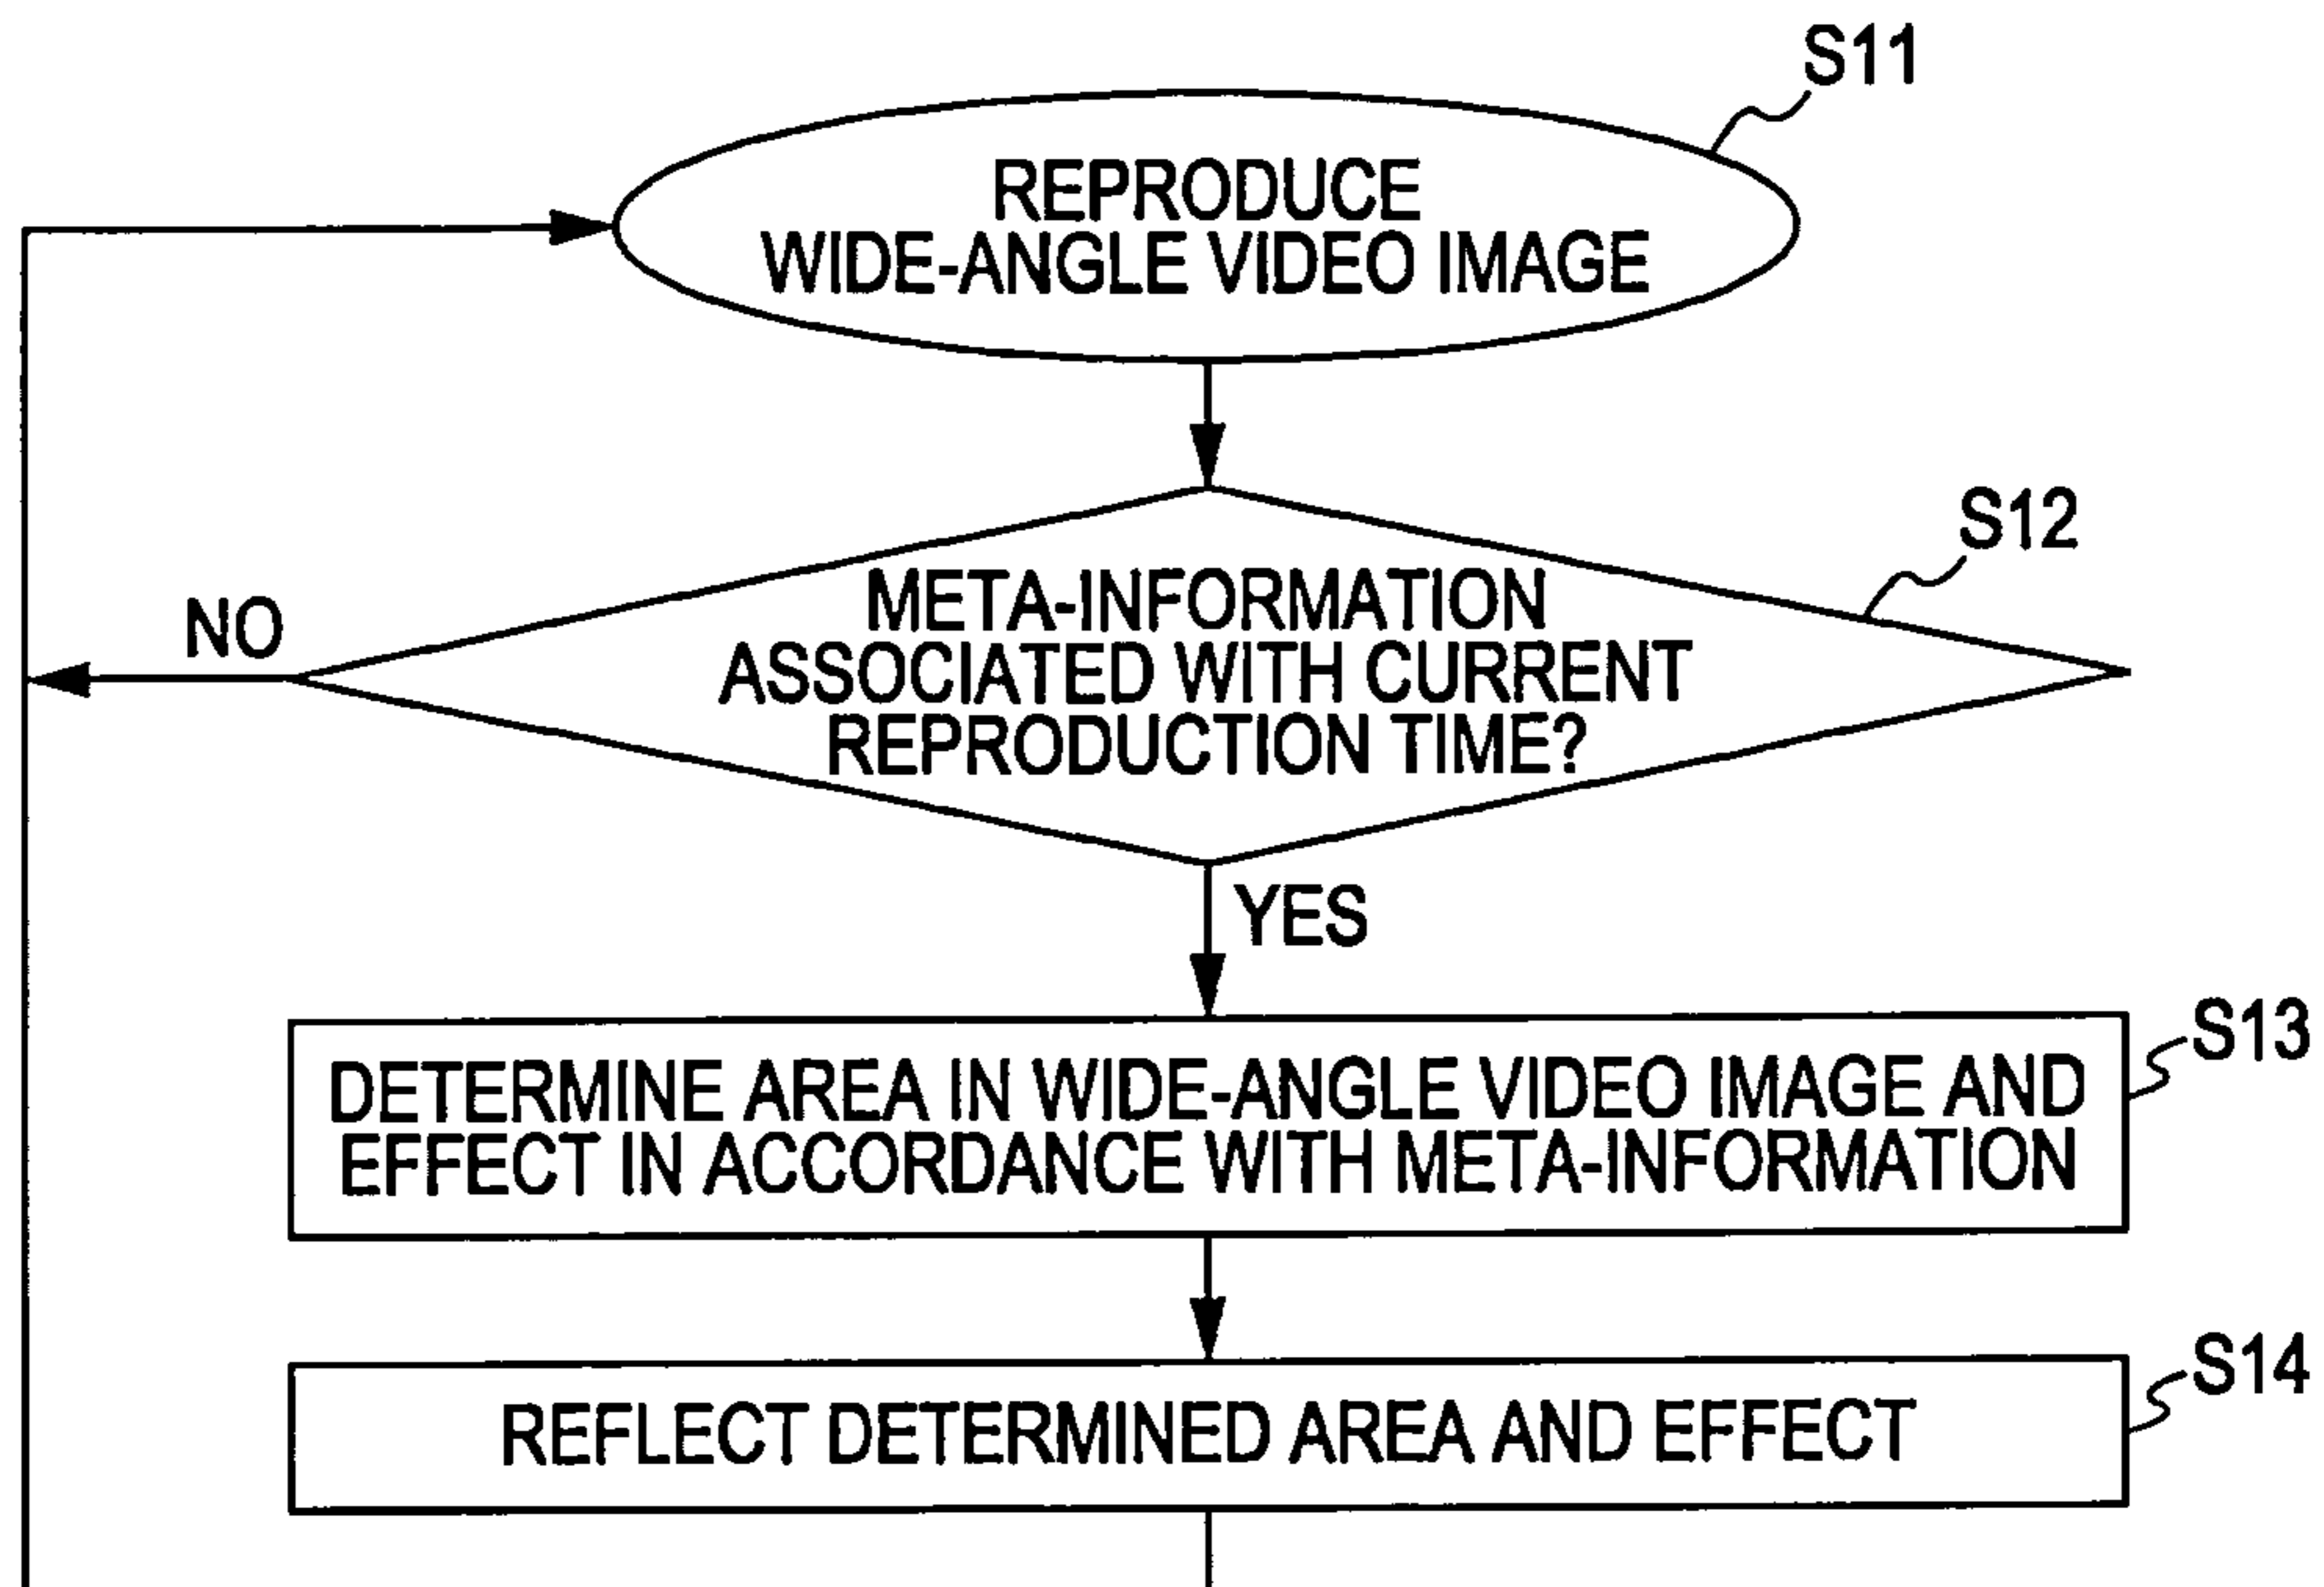 S11
REPRODUCE
WIDE-ANGLE VIDEO IMAGE
S12
META-INFORMATION
ASSOCIATED WITH CURRENT
REPRODUCTION TIME?
NO
YES
S13
DETERMINE AREA IN WIDE-ANGLE VIDEO IMAGE AND
EFFECT IN ACCORDANCE WITH META-INFORMATION
S14
REFLECT DETERMINED AREA AND EFFECT